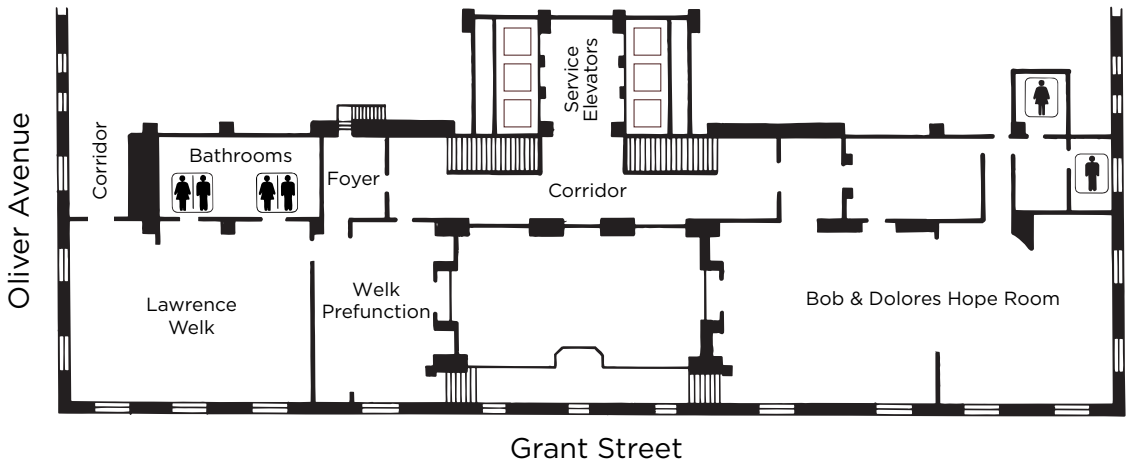 Service
Elevators
Oliver Avenue
Corridor
Bathrooms
Foyer
Corridor
Lawrence
Welk
Welk
Prefunction
Bob & Dolores Hope Room
Grant Street